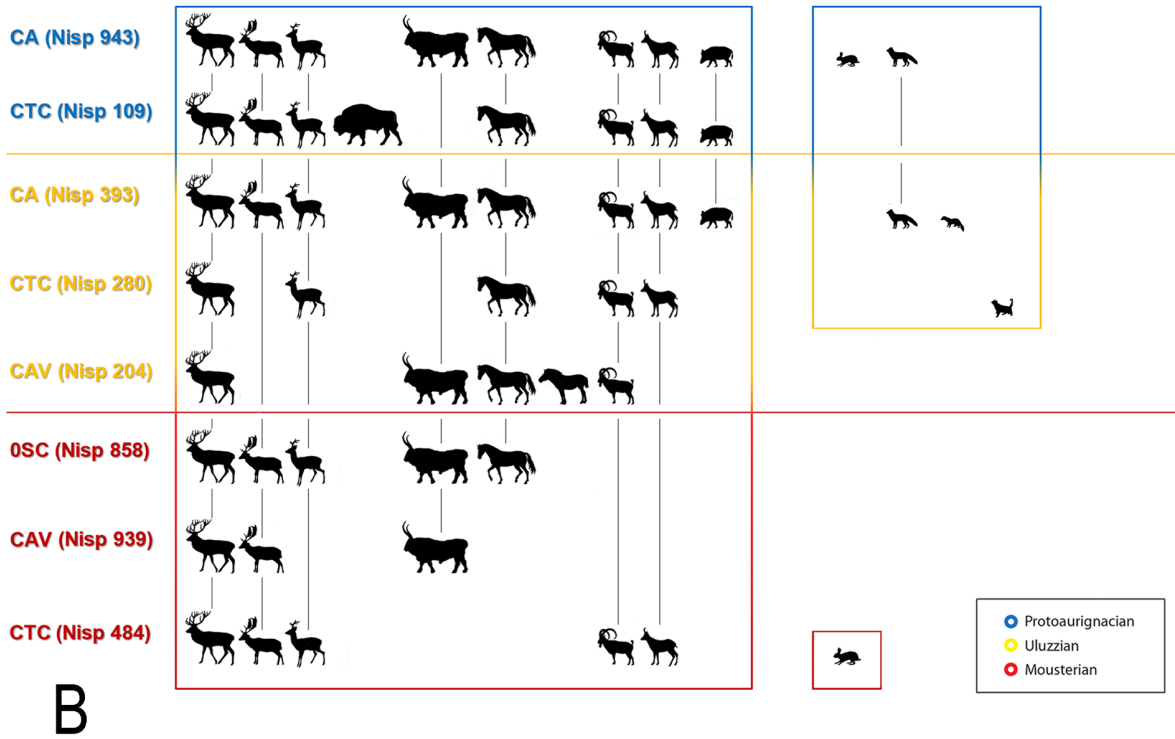 CA (Nisp 943)
CTC (Nisp 109)
CA (Nisp 393)
CTC (Nisp 280)
CAV (Nisp 204)
0SC (Nisp 858)
CAV (Nisp 939)
CTC (Nisp 484)
Protoaurignacian
Uluzzian
Mousterian
B